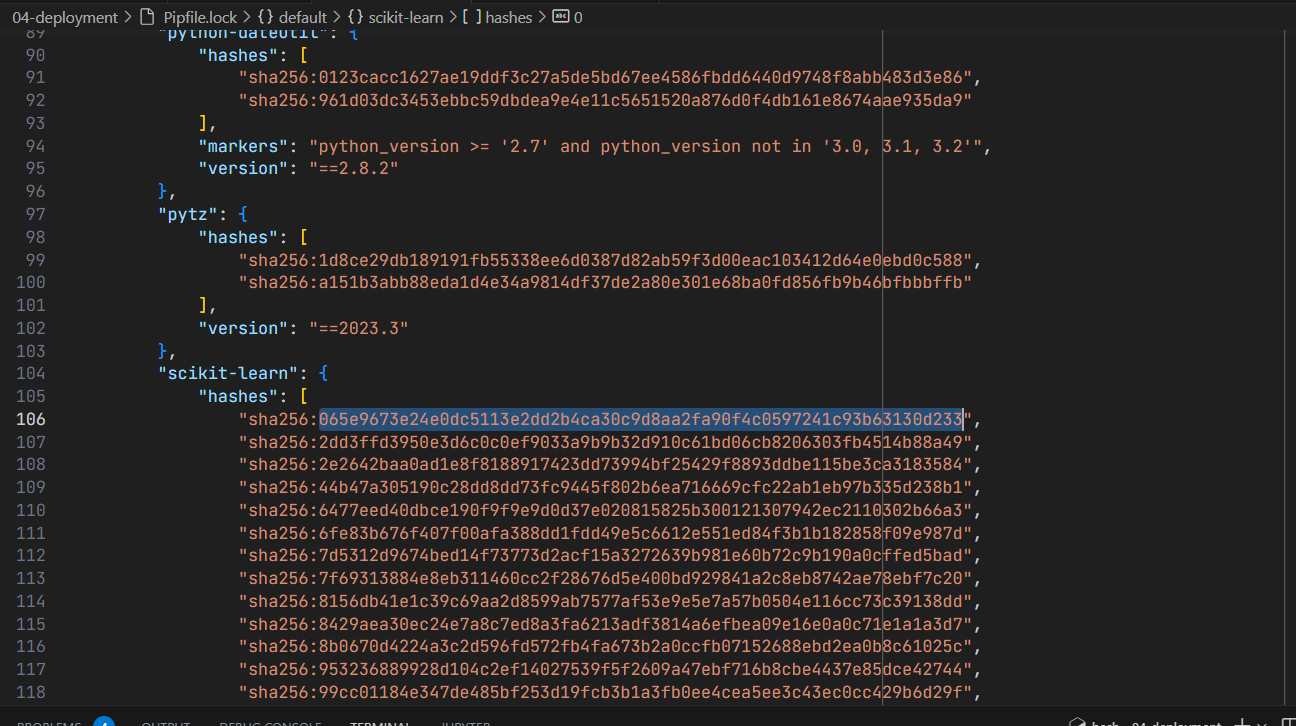 04-deployment > Pipfile.lock > {} default > {} scikit-learn > [ ] hashes > abc 0
89 "python-dateutil": {
90 "hashes": [
91 "sha256:0123cacc1627ae19ddf3c27a5de5bd67ee4586fbdd6440d9748f8abb483d3e86",
92 "sha256:961d03dc3453ebbc59dbdea9e4e11c5651520a876d0f4db161e8674aae935da9"
93 ],
94 "markers": "python_version >= '2.7' and python_version not in '3.0, 3.1, 3.2'",
95 "version": "==2.8.2"
96 },
97 "pytz": {
98 "hashes": [
99 "sha256:1d8ce29db189191fb55338ee6d0387d82ab59f3d00eac103412d64e0ebd0c588",
100 "sha256:a151b3abb88eda1d4e34a9814df37de2a80e301e68ba0fd856fb9b46bfbbbffb"
101 ],
102 "version": "==2023.3"
103 },
104 "scikit-learn": {
105 "hashes": [
106 "sha256:065e9673e24e0dc5113e2dd2b4ca30c9d8aa2fa90f4c0597241c93b63130d233",
107 "sha256:2dd3ffd3950e3d6c0c0ef9033a9b9b32d910c61bd06cb8206303fb4514b88a49",
108 "sha256:2e2642baa0ad1e8f8188917423dd73994bf25429f8893ddbe115be3ca3183584",
109 "sha256:44b47a305190c28dd8dd73fc9445f802b6ea716669cfc22ab1eb97b335d238b1",
110 "sha256:6477eed40dbce190f9f9e9d0d37e020815825b300121307942ec2110302b66a3",
111 "sha256:6fe83b676f407f00afa388dd1fdd49e5c6612e551ed84f3b1b182858f09e987d",
112 "sha256:7d5312d9674bed14f73773d2acf15a3272639b981e60b72c9b190a0cffed5bad",
113 "sha256:7f69313884e8eb311460cc2f28676d5e400bd929841a2c8eb8742ae78ebf7c20",
114 "sha256:8156db41e1c39c69aa2d8599ab7577af53e9e5e7a57b0504e116cc73c39138dd",
115 "sha256:8429aea30ec24e7a8c7ed8a3fa6213adf3814a6efbea09e16e0a0c71e1a1a3d7",
116 "sha256:8b0670d4224a3c2d596fd572fb4fa673b2a0ccfb07152688ebd2ea0b8c61025c",
117 "sha256:953236889928d104c2ef14027539f5f2609a47ebf716b8cbe4437e85dce42744",
118 "sha256:99cc01184e347de485bf253d19fcb3b1a3fb0ee4cea5ee3c43ec0cc429b6d29f",
PROBLEMS 4 OUTPUT DEBUG CONSOLE TERMINAL JUPYTER bash - 04-deployment